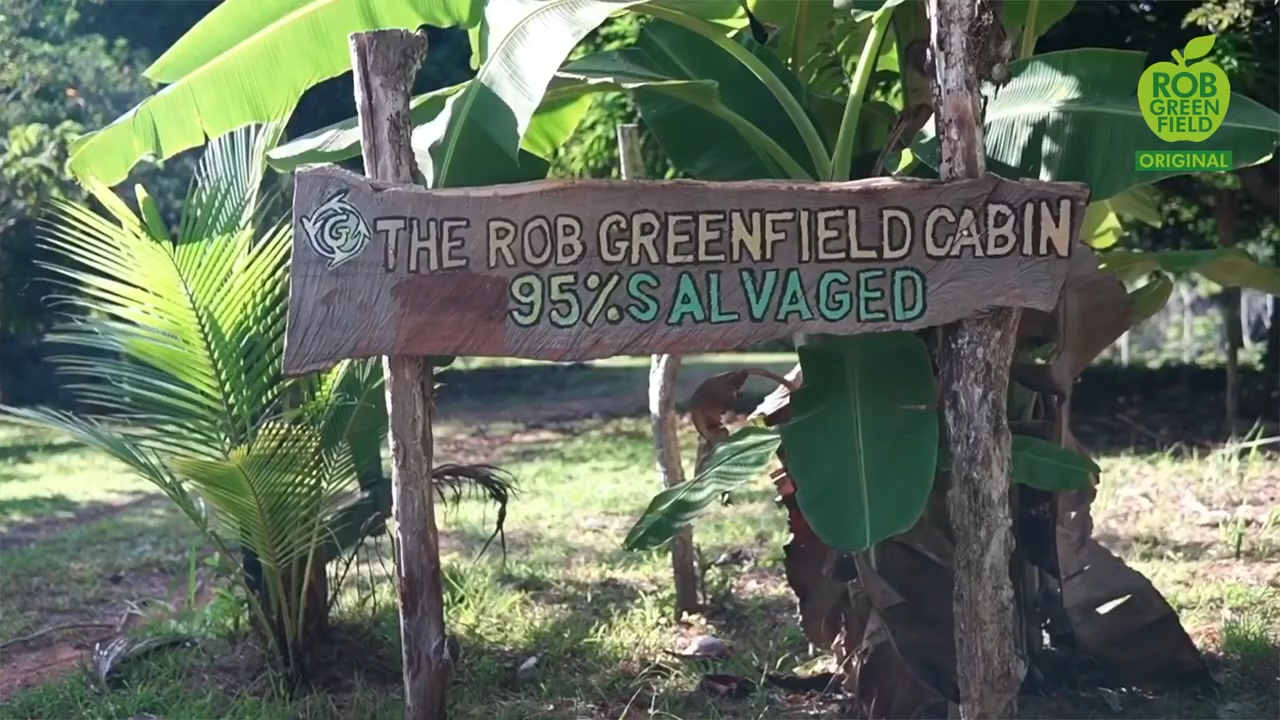 ROB
GREEN
FIELD
ORIGINAL
G THE ROB GREENFIELD CABIN
95% SALVAGED